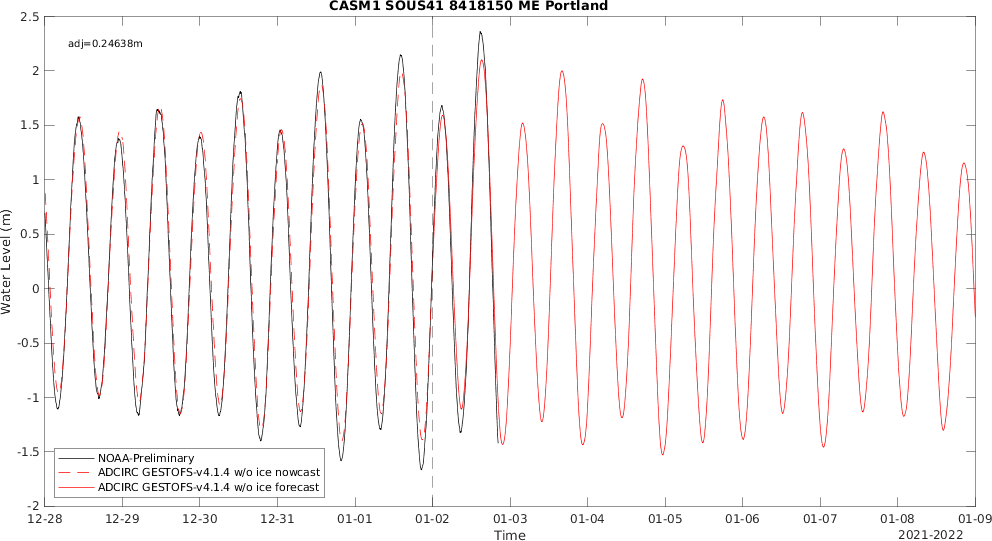 CASM1 SOUS41 8418150 ME Portland
adj=0.24638m
2.5
2
1.5
1
0.5
0
-0.5
-1
-1.5
-2
Water Level (m)
NOAA-Preliminary
ADCIRC GESTOFS-v4.1.4 w/o ice nowcast
ADCIRC GESTOFS-v4.1.4 w/o ice forecast
12-28 12-29 12-30 12-31 01-01 01-02 01-03 01-04 01-05 01-06 01-07 01-08 01-09
Time
2021-2022